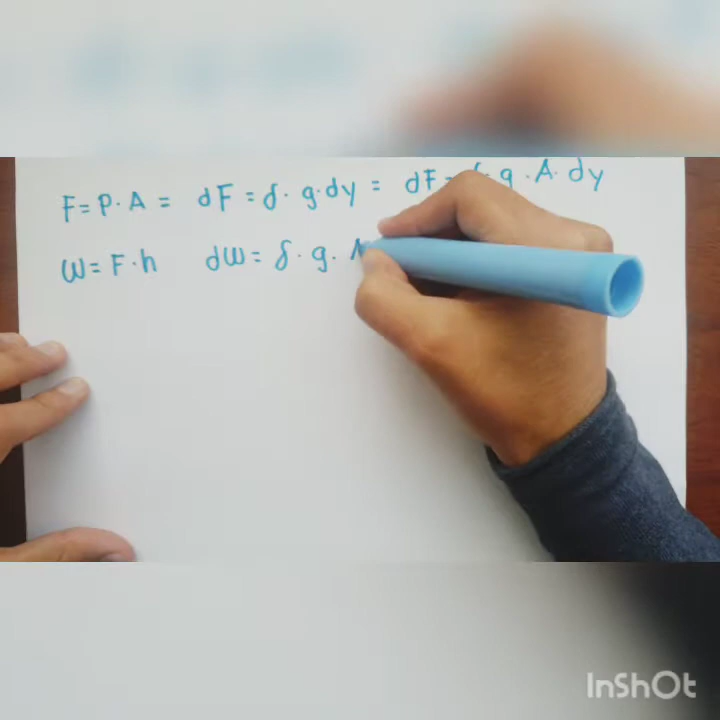 F = P · A = dF = δ · g · dy = dF = g · A · dy
W = F · h dW = δ · g ·
InShOt